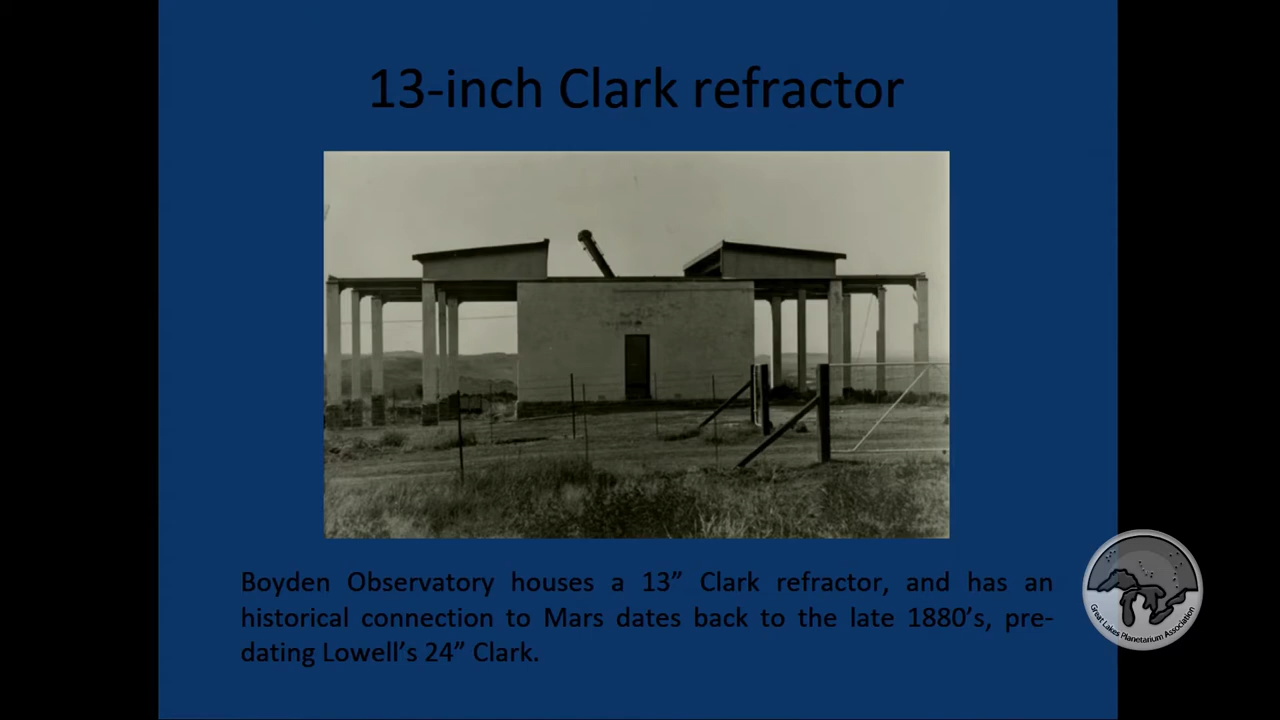 13-inch Clark refractor
Boyden Observatory houses a 13” Clark refractor, and has an
historical connection to Mars dates back to the late 1880’s, pre-
dating Lowell’s 24” Clark.
Great Lakes Planetarium Association